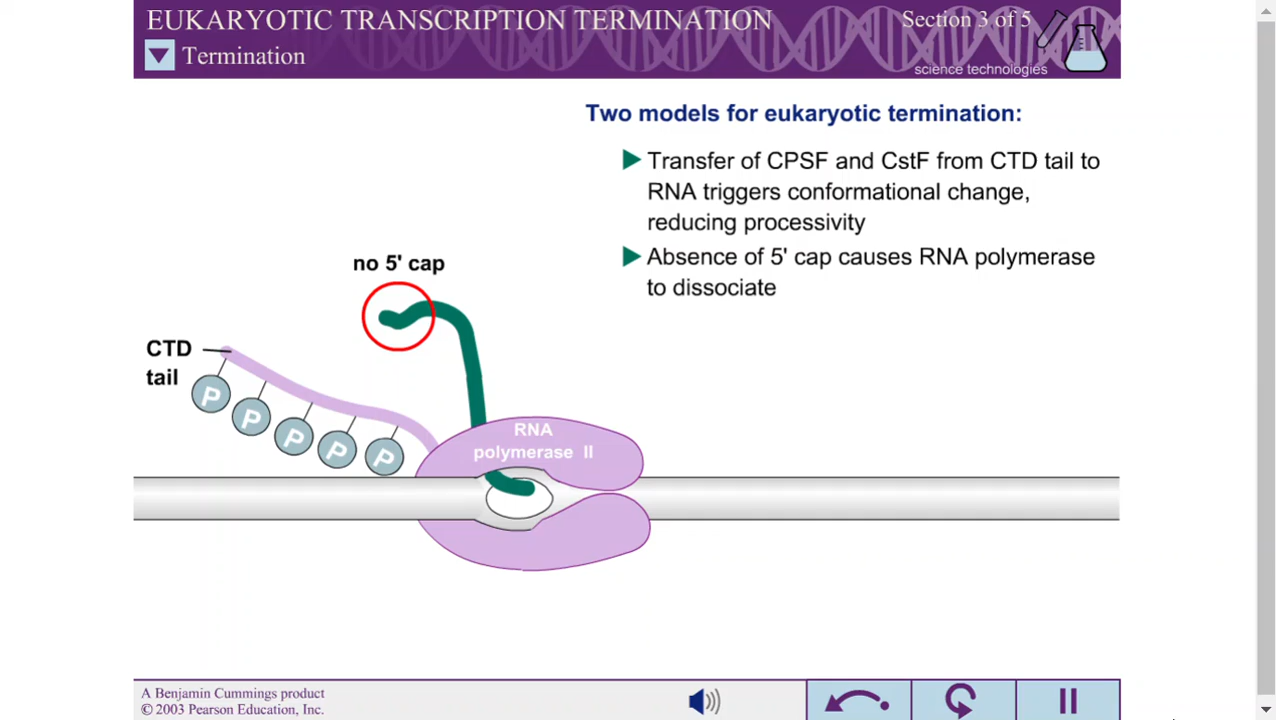 EUKARYOTIC TRANSCRIPTION TERMINATION
Section 3 of 5
Termination
science technologies
Two models for eukaryotic termination:
Transfer of CPSF and CstF from CTD tail to
RNA triggers conformational change,
reducing processivity
Absence of 5' cap causes RNA polymerase
to dissociate
no 5' cap
CTD
tail
P
P
P
P
P
RNA
polymerase II
A Benjamin Cummings product
© 2003 Pearson Education, Inc.